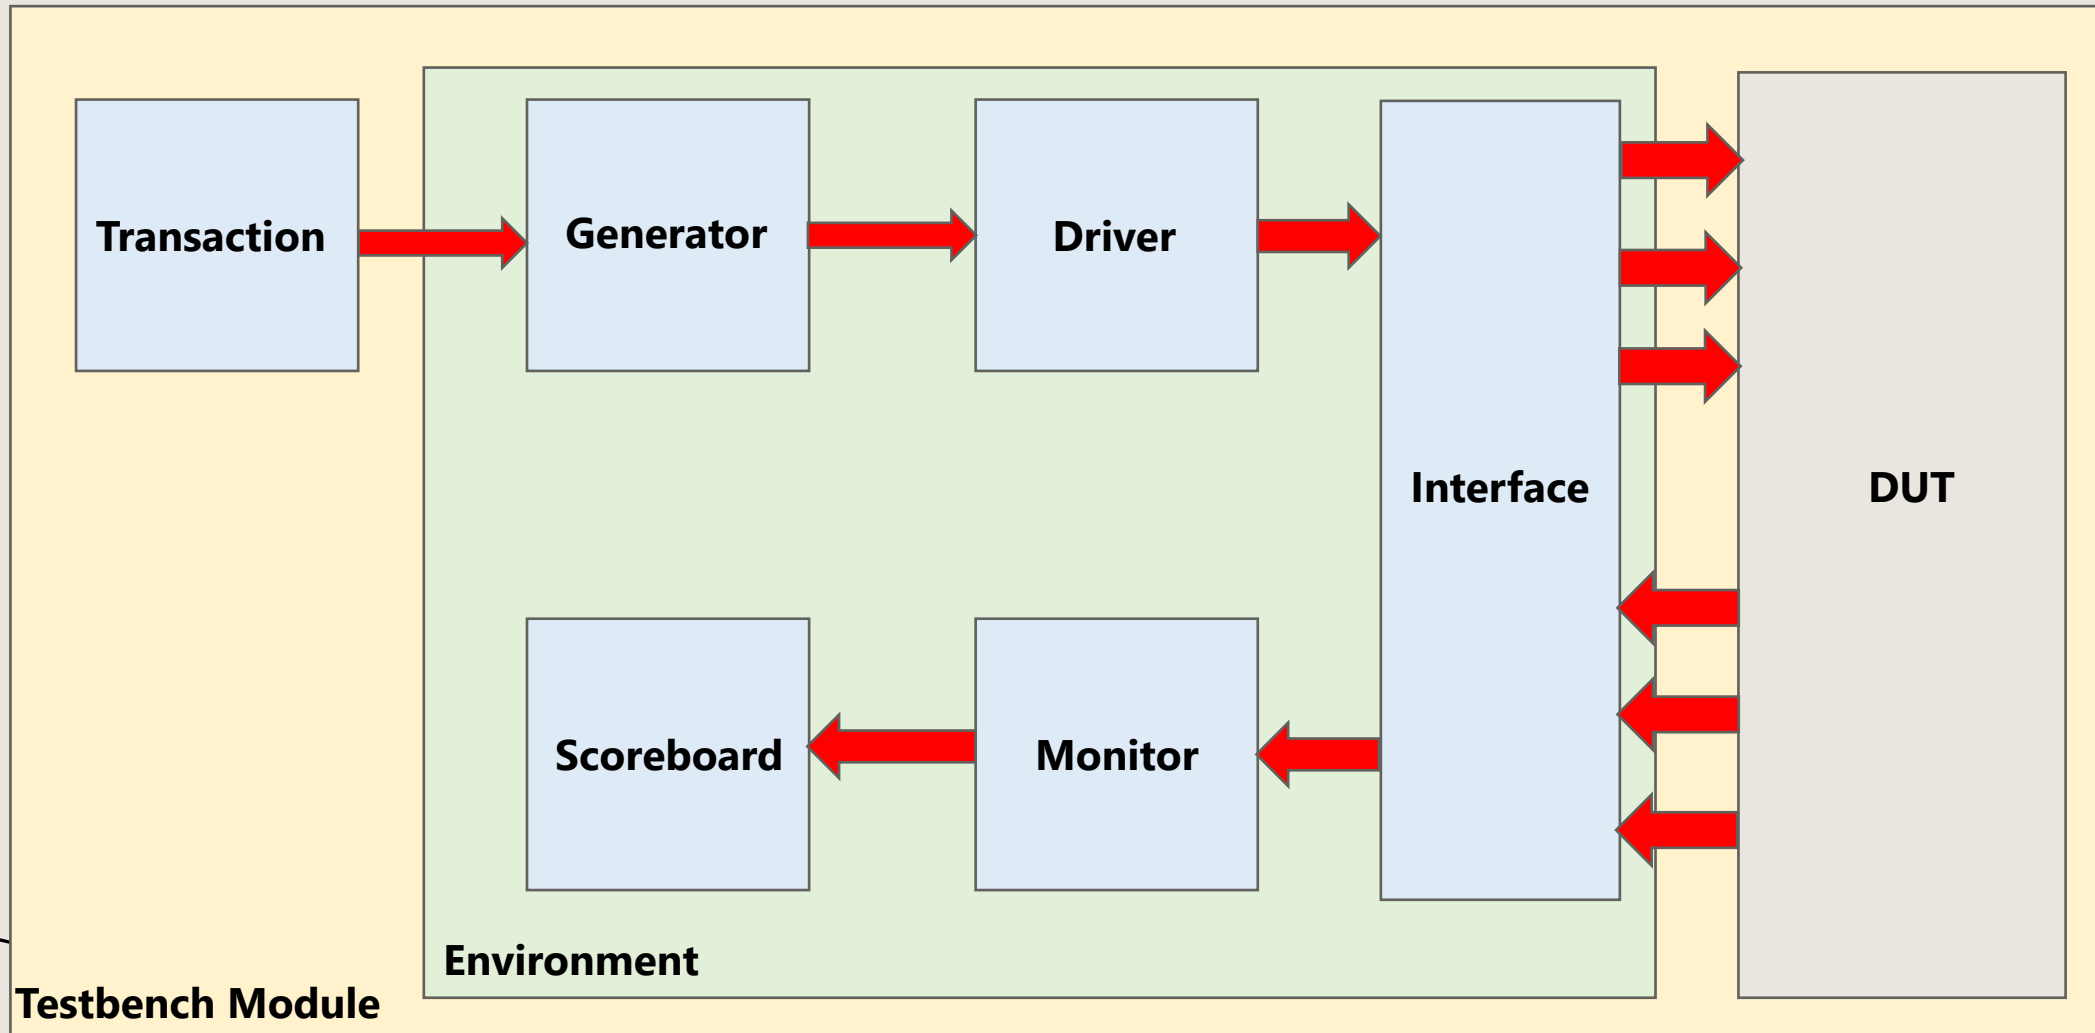 Transaction
Generator
Driver
Interface
DUT
Scoreboard
Monitor
Environment
Testbench Module